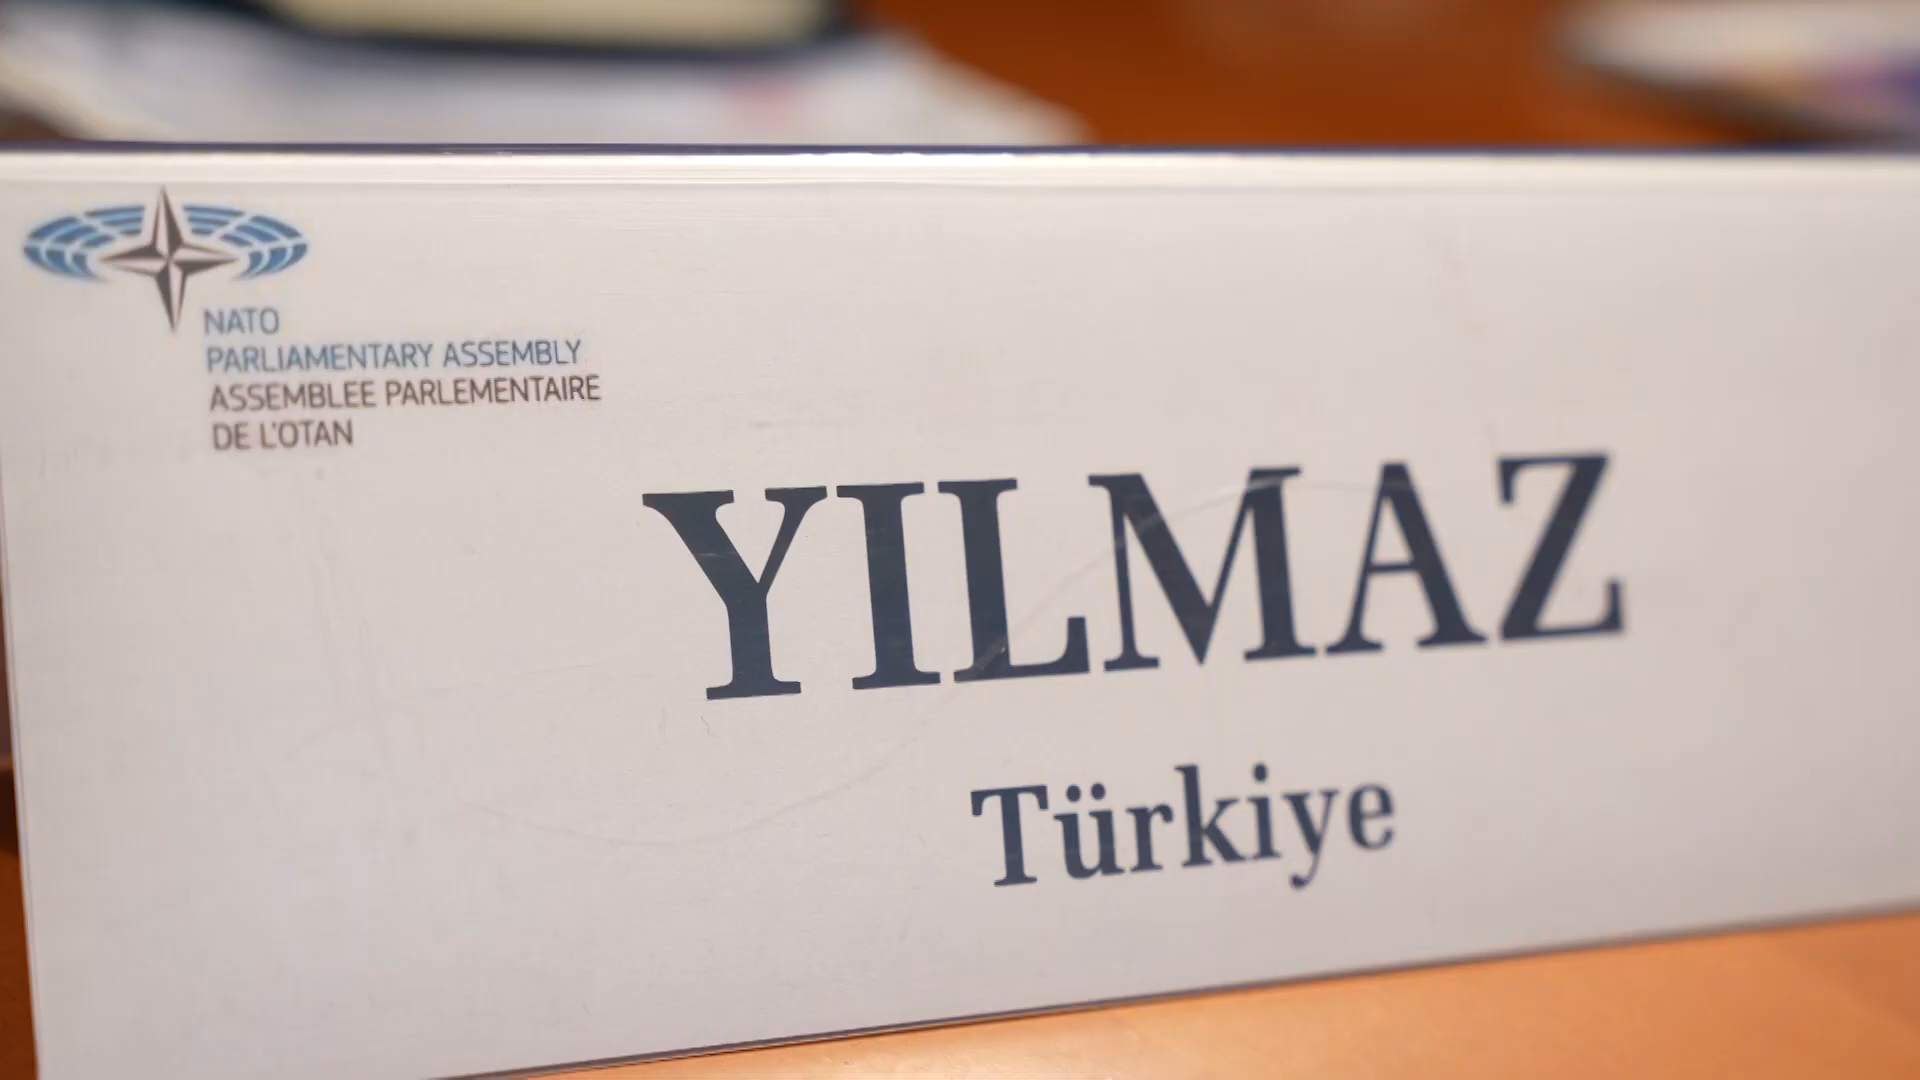 NATO
PARLIAMENTARY ASSEMBLY
ASSEMBLEE PARLEMENTAIRE
DE L'OTAN
YILMAZ
Türkiye